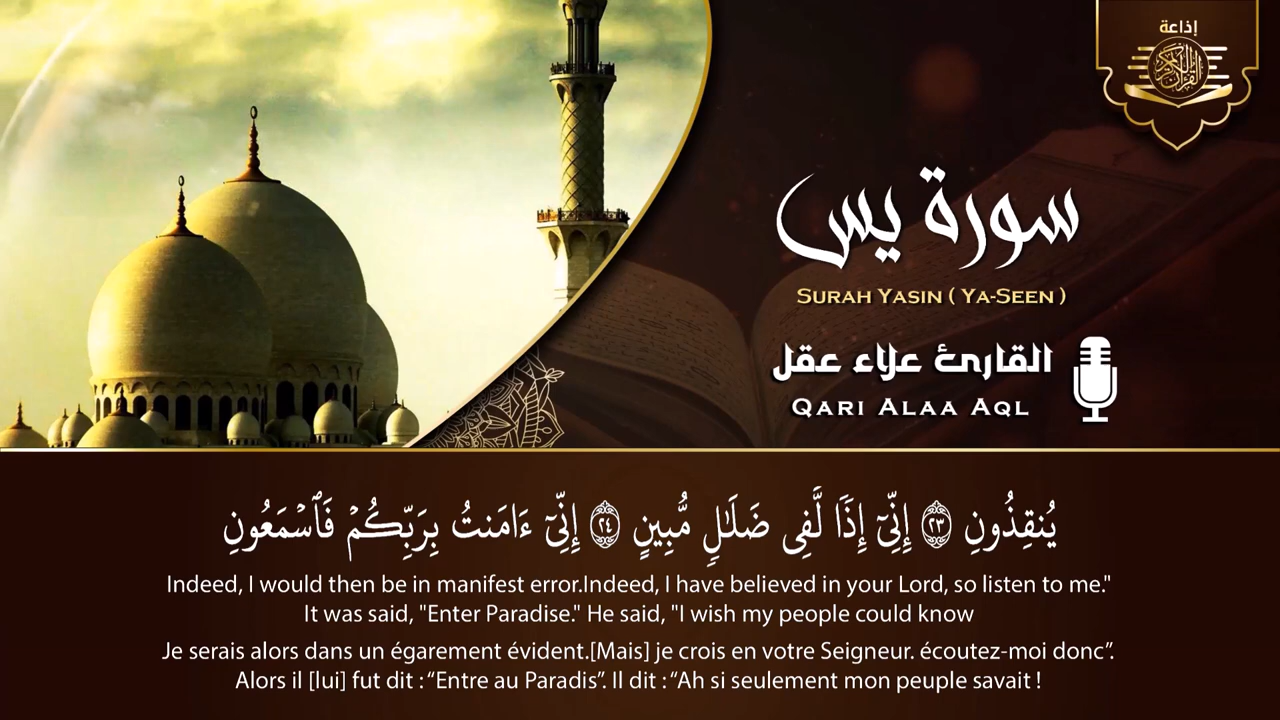 إذاعة
القرآن الكريم
سورة يس
SURAH YASIN ( YA-SEEN )
القارئ علاء عقل
QARI ALAA AQL
يُنقِذُونِ ٢٣ إِنِّىٓ إِذًا لَّفِى ضَلَـٰلٍ مُّبِينٍ ٢٤ إِنِّىٓ ءَامَنتُ بِرَبِّكُمْ فَٱسْمَعُونِ
Indeed, I would then be in manifest error.Indeed, I have believed in your Lord, so listen to me."
It was said, "Enter Paradise." He said, "I wish my people could know
Je serais alors dans un égarement évident.[Mais] je crois en votre Seigneur. écoutez-moi donc”.
Alors il [lui] fut dit : “Entre au Paradis”. Il dit : “Ah si seulement mon peuple savait !